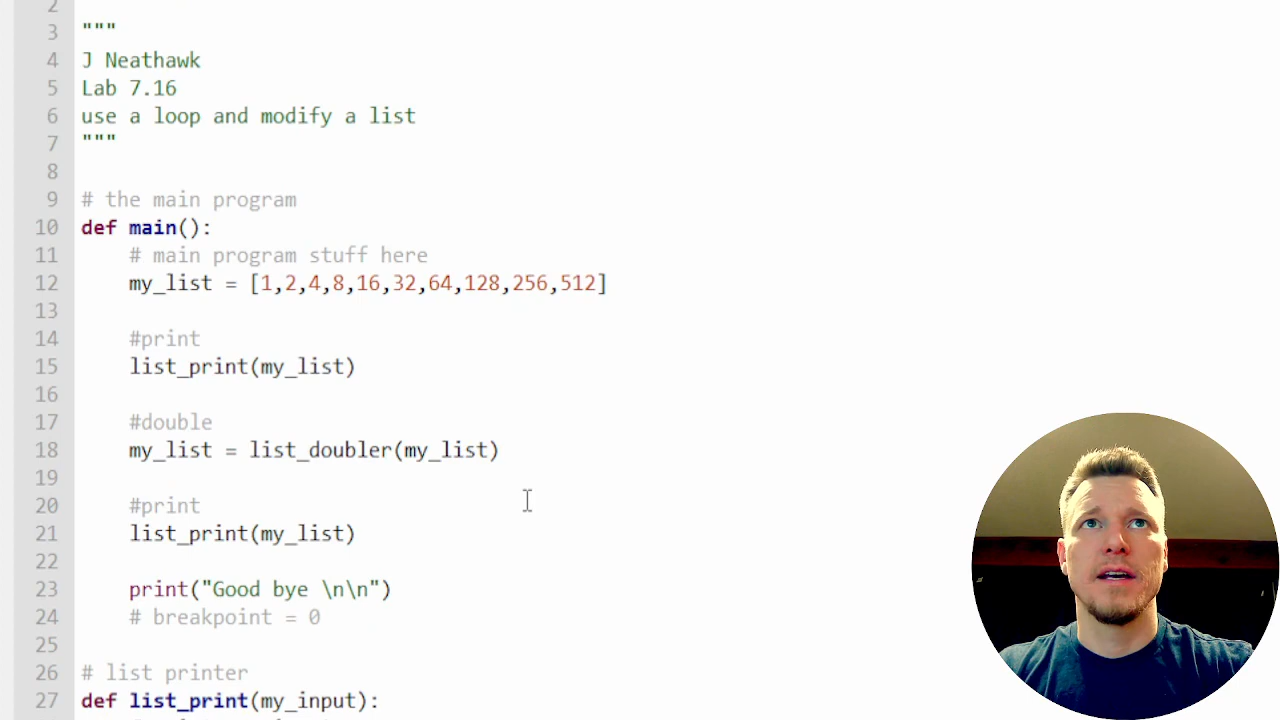 2
3 """
4 J Neathawk
5 Lab 7.16
6 use a loop and modify a list
7 """
8
9 # the main program
10 def main():
11 # main program stuff here
12 my_list = [1,2,4,8,16,32,64,128,256,512]
13
14 #print
15 list_print(my_list)
16
17 #double
18 my_list = list_doubler(my_list)
19
20 #print
21 list_print(my_list)
22
23 print("Good bye \n\n")
24 # breakpoint = 0
25
26 # list printer
27 def list_print(my_input):